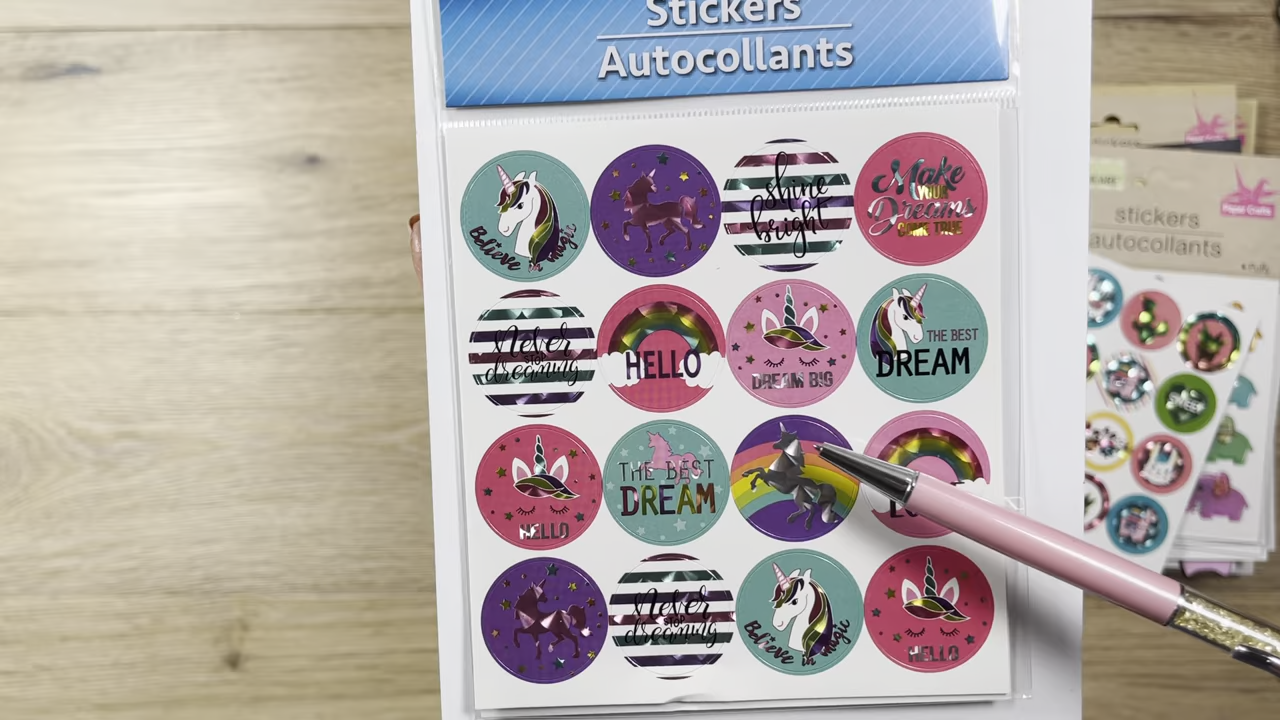 Stickers
Autocollants
Believe in magic
shine
bright
Make
YOUR
Dreams
COME TRUE
Never
STOP
dreaming
HELLO
DREAM BIG
THE BEST
DREAM
HELLO
THE BEST
DREAM
Never
STOP
dreaming
Believe in magic
HELLO
stickers
autocollants